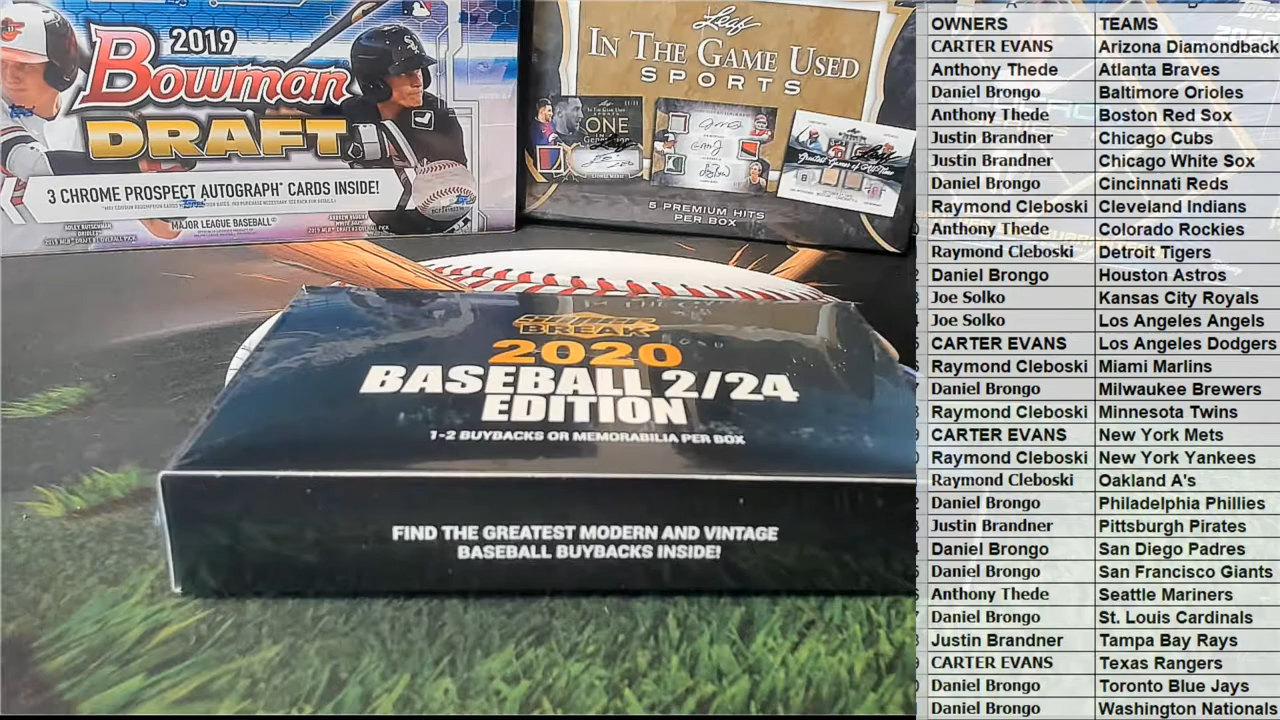 2019
Bowman
DRAFT
3 CHROME PROSPECT AUTOGRAPH CARDS INSIDE!
MAJOR LEAGUE BASEBALL
Leaf
IN THE GAME USED
SPORTS
ONE
5 PREMIUM HITS
PER BOX
BREAK
2020
BASEBALL 2/24
EDITION
1-2 BUYBACKS OR MEMORABILIA PER BOX
FIND THE GREATEST MODERN AND VINTAGE
BASEBALL BUYBACKS INSIDE!
OWNERS TEAMS
CARTER EVANS Arizona Diamondback
Anthony Thede Atlanta Braves
Daniel Brongo Baltimore Orioles
Anthony Thede Boston Red Sox
Justin Brandner Chicago Cubs
Justin Brandner Chicago White Sox
Daniel Brongo Cincinnati Reds
Raymond Cleboski Cleveland Indians
Anthony Thede Colorado Rockies
Raymond Cleboski Detroit Tigers
Daniel Brongo Houston Astros
Joe Solko Kansas City Royals
Joe Solko Los Angeles Angels
CARTER EVANS Los Angeles Dodgers
Raymond Cleboski Miami Marlins
Daniel Brongo Milwaukee Brewers
Raymond Cleboski Minnesota Twins
CARTER EVANS New York Mets
Raymond Cleboski New York Yankees
Raymond Cleboski Oakland A's
Daniel Brongo Philadelphia Phillies
Justin Brandner Pittsburgh Pirates
Daniel Brongo San Diego Padres
Daniel Brongo San Francisco Giants
Anthony Thede Seattle Mariners
Daniel Brongo St. Louis Cardinals
Justin Brandner Tampa Bay Rays
CARTER EVANS Texas Rangers
Daniel Brongo Toronto Blue Jays
Daniel Brongo Washington Nationals